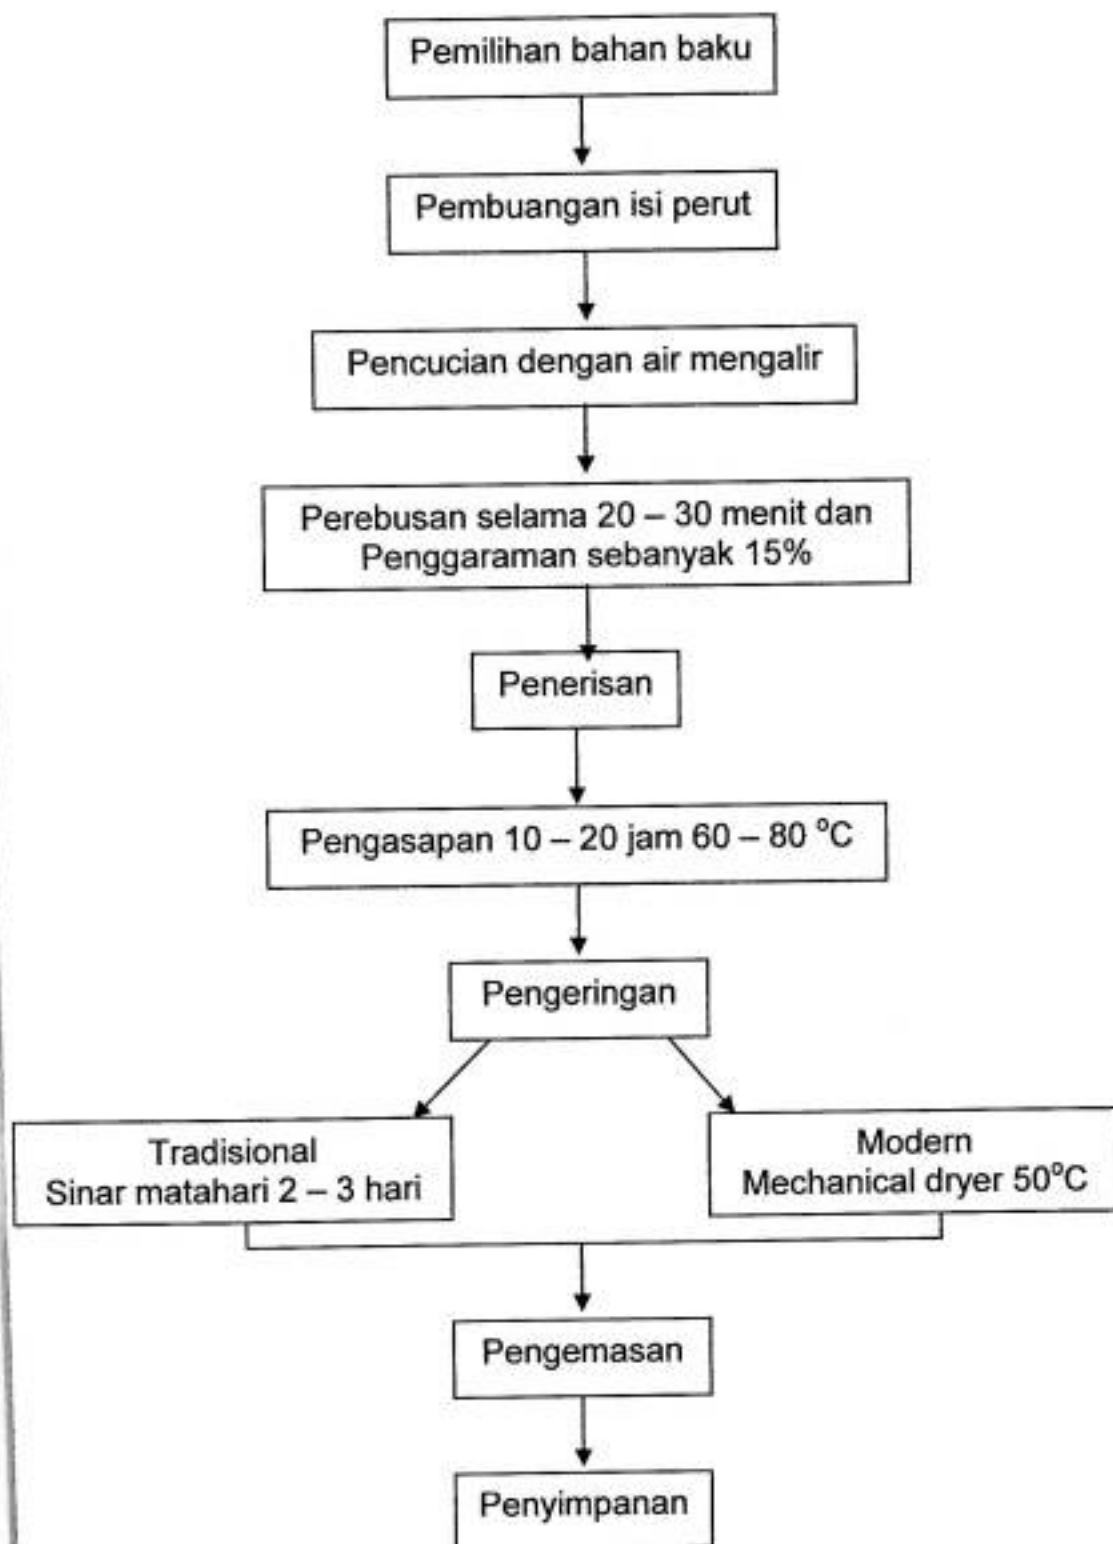 Pemilihan bahan baku
Pembuangan isi perut
Pencucian dengan air mengalir
Perebusan selama 20 – 30 menit dan
Penggaraman sebanyak 15%
Penerisan
Pengasapan 10 – 20 jam 60 – 80 °C
Pengeringan
Tradisional
Sinar matahari 2 – 3 hari
Modern
Mechanical dryer 50°C
Pengemasan
Penyimpanan